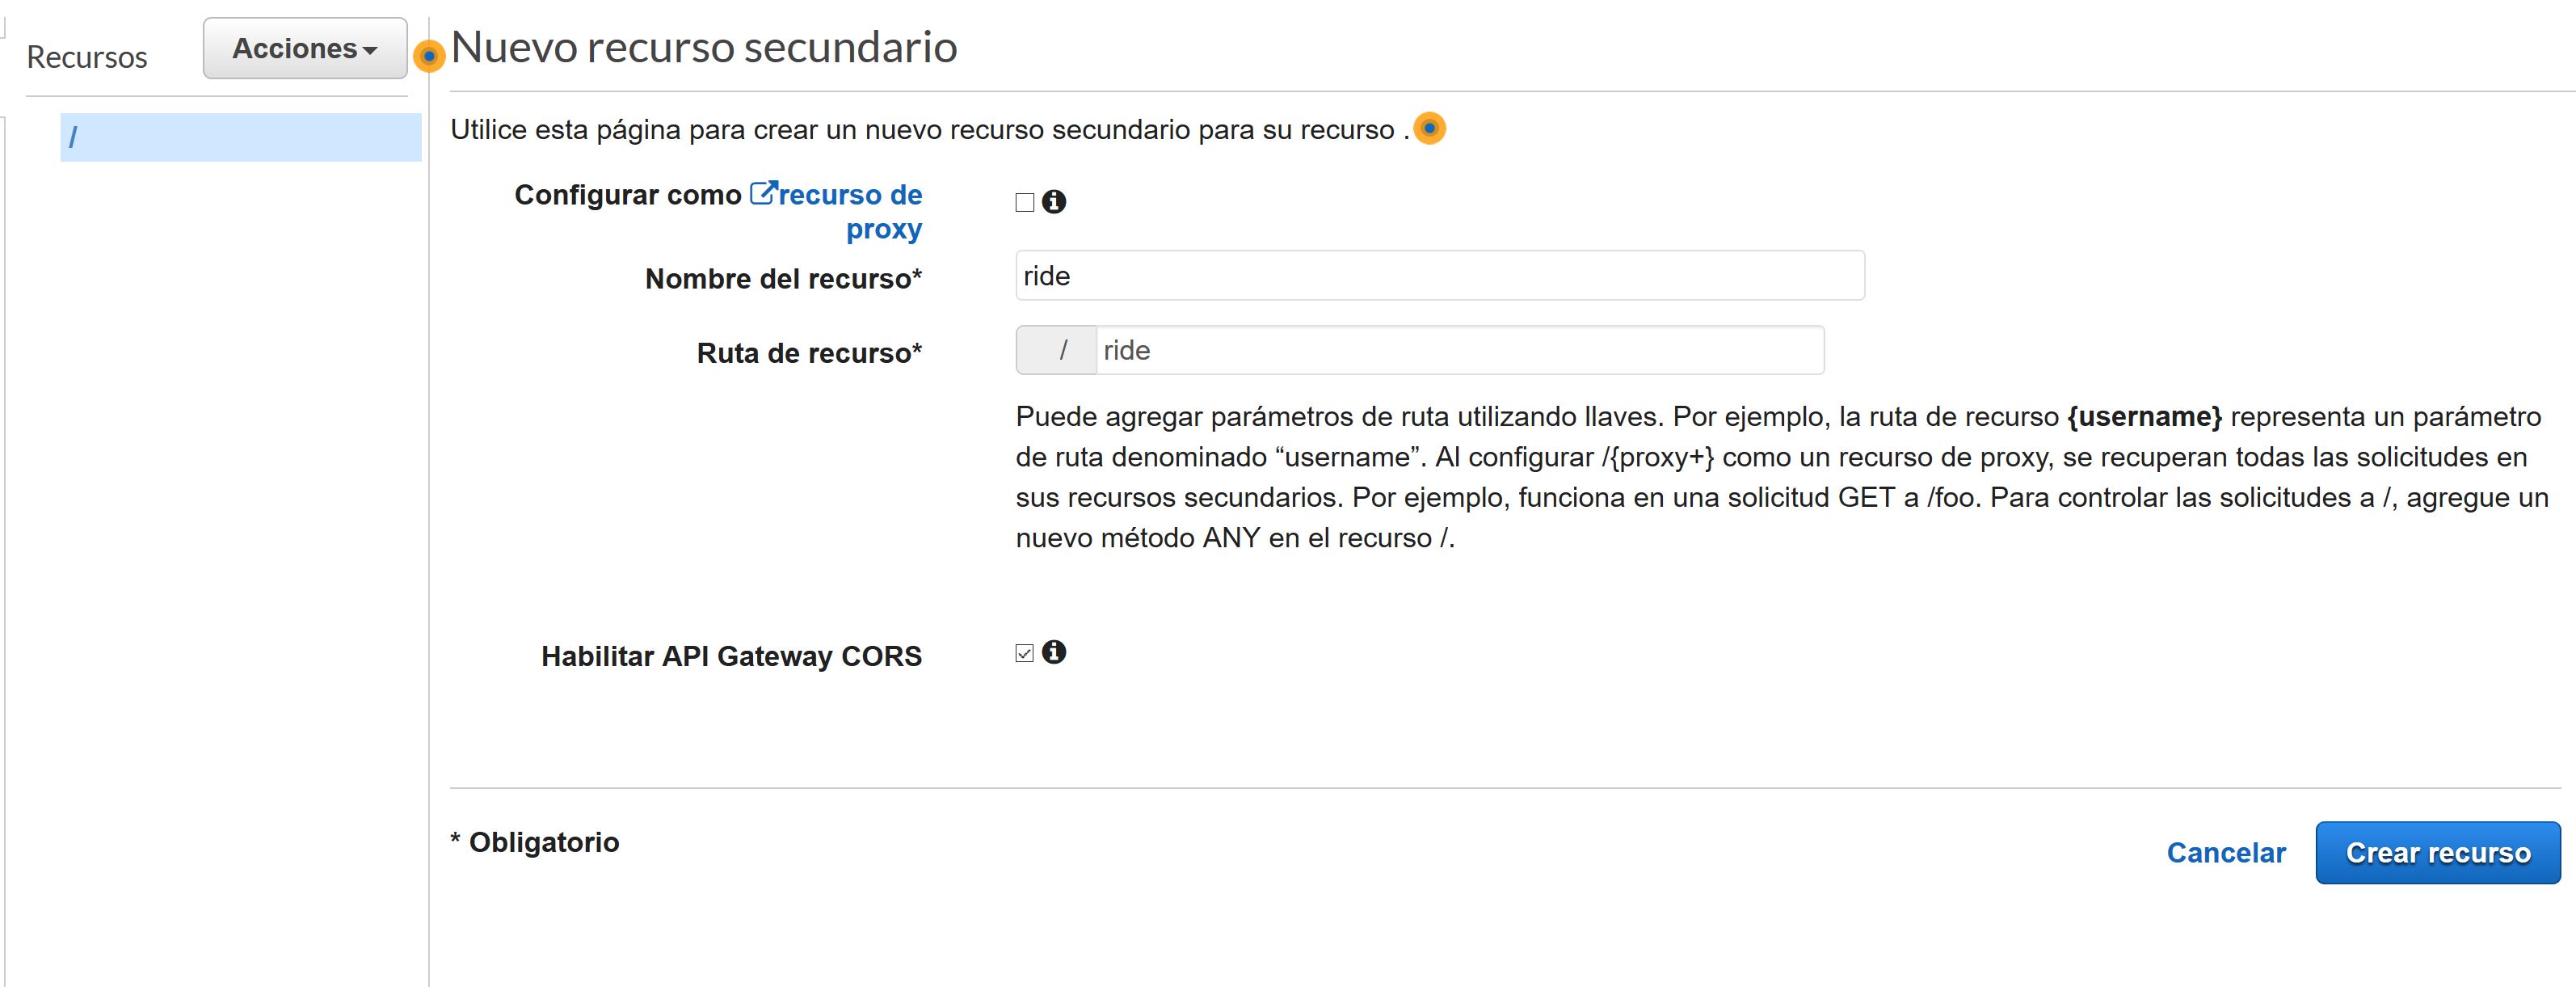 Recursos
Acciones
/
Nuevo recurso secundario
Utilice esta página para crear un nuevo recurso secundario para su recurso .
Configurar como recurso de
proxy
Nombre del recurso*
ride
Ruta de recurso*
/ ride
Puede agregar parámetros de ruta utilizando llaves. Por ejemplo, la ruta de recurso {username} representa un parámetro
de ruta denominado “username”. Al configurar /{proxy+} como un recurso de proxy, se recuperan todas las solicitudes en
sus recursos secundarios. Por ejemplo, funciona en una solicitud GET a /foo. Para controlar las solicitudes a /, agregue un
nuevo método ANY en el recurso /.
Habilitar API Gateway CORS
* Obligatorio
Cancelar
Crear recurso